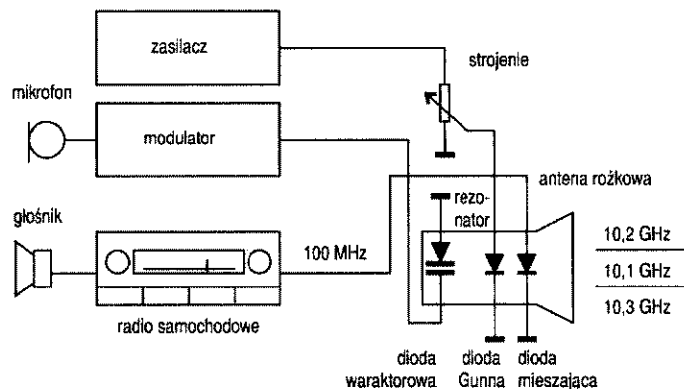 zasilacz
strojenie
mikrofon
modulator
antena rożkowa
rezo-
nator
głośnik
10,2 GHz
100 MHz
10,1 GHz
10,3 GHz
radio samochodowe
dioda
waraktorowa
dioda
Gunna
dioda
mieszająca